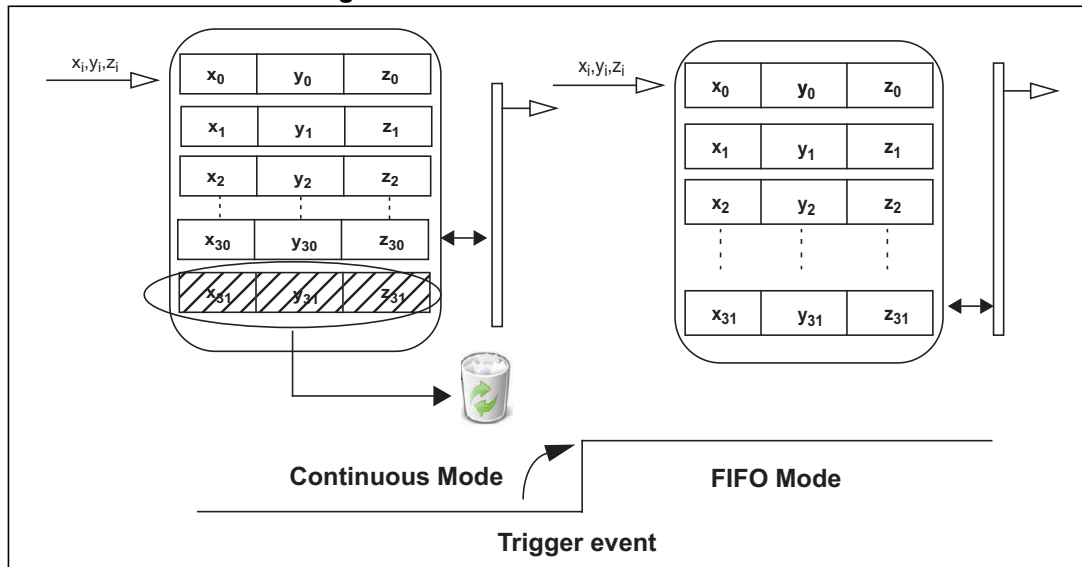 xi,yi,zi
x0 y0 z0
x1 y1 z1
x2 y2 z2
x30 y30 z30
x31 y31 z31
xi,yi,zi
x0 y0 z0
x1 y1 z1
x2 y2 z2
x31 y31 z31
Continuous Mode
FIFO Mode
Trigger event